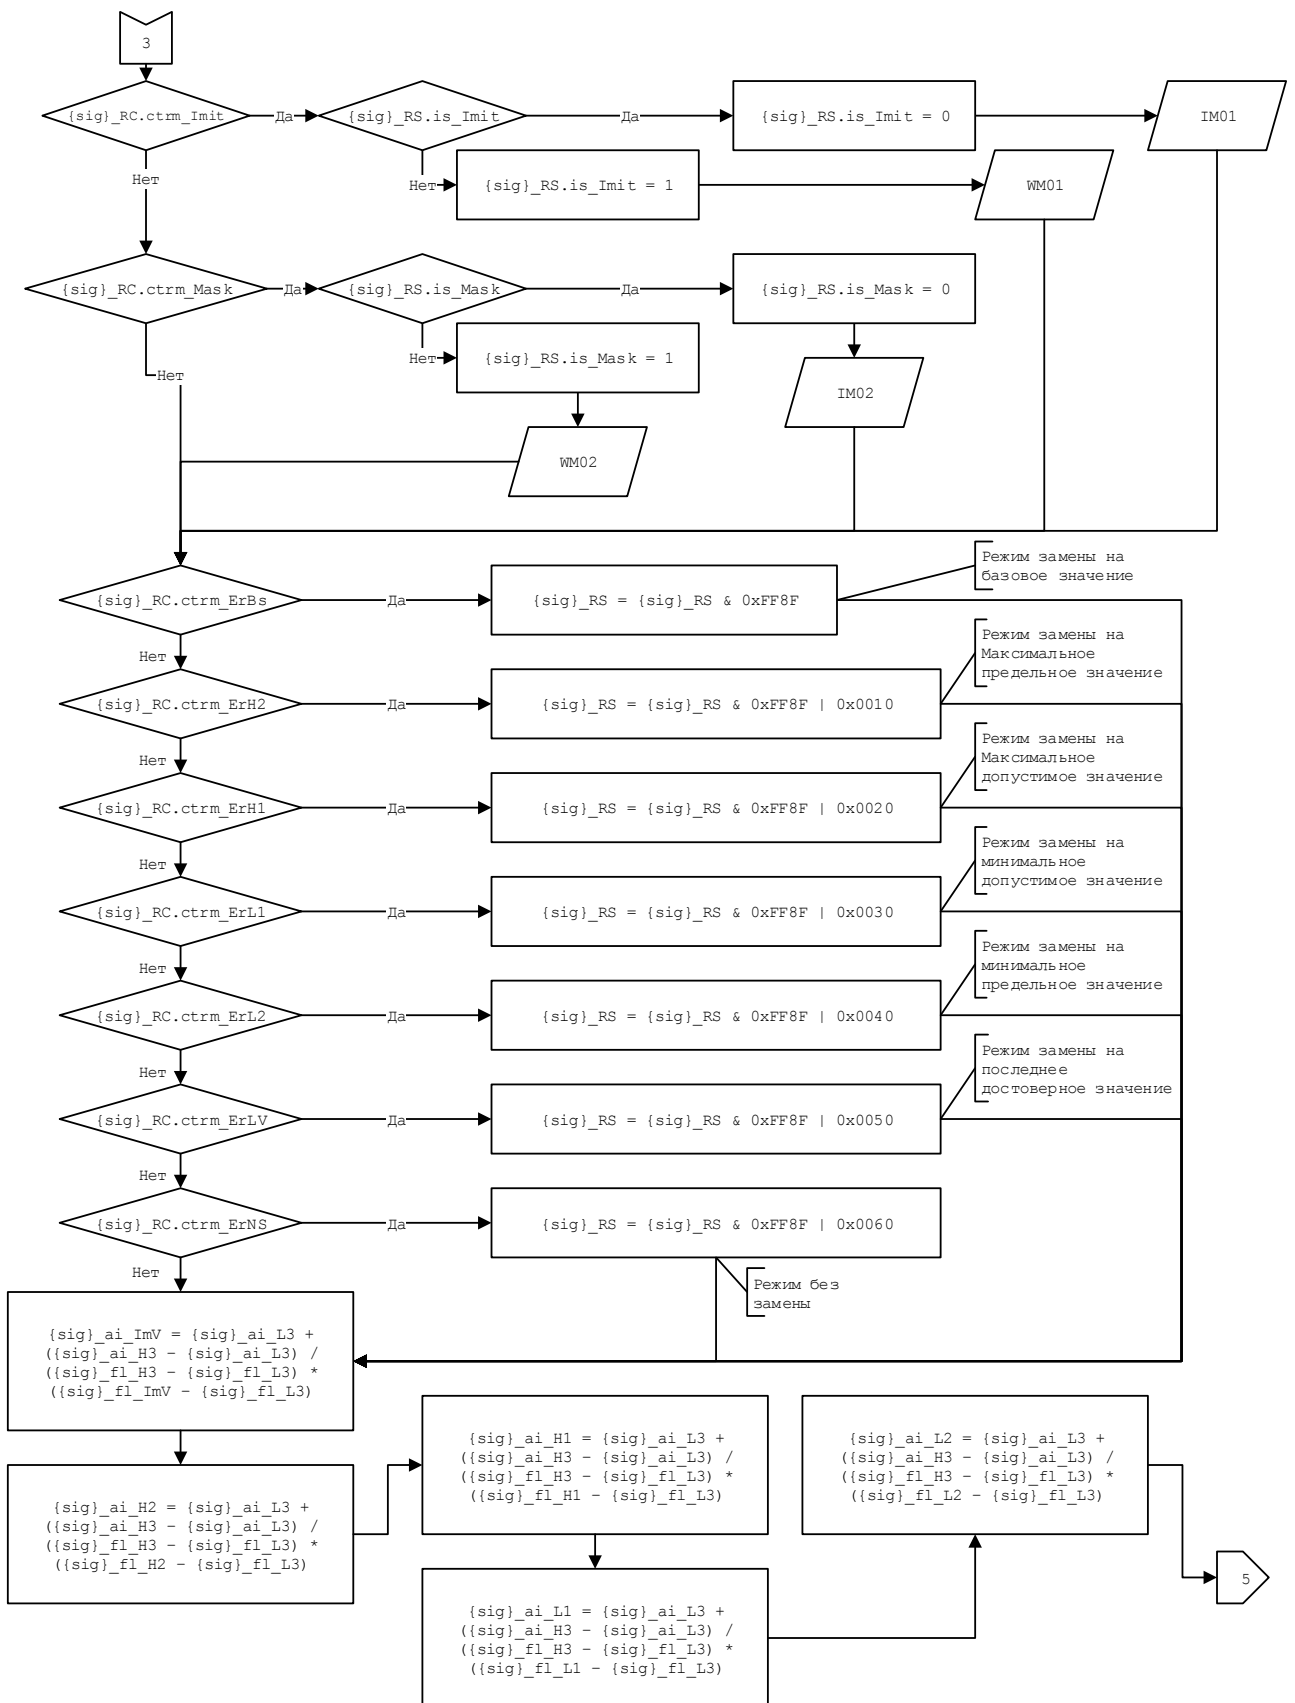 3
{sig}_RC.ctrm_Imit
Да
{sig}_RS.is_Imit
Да
{sig}_RS.is_Imit = 0
IM01
Нет
Нет
{sig}_RS.is_Imit = 1
WM01
{sig}_RC.ctrm_Mask
Да
{sig}_RS.is_Mask
Да
{sig}_RS.is_Mask = 0
Нет
{sig}_RS.is_Mask = 1
Нет
IM02
WM02
Режим замены на
базовое значение
{sig}_RC.ctrm_ErBs
Да
{sig}_RS = {sig}_RS & 0xFF8F
Нет
Режим замены на
Максимальное
предельное значение
{sig}_RC.ctrm_ErH2
Да
{sig}_RS = {sig}_RS & 0xFF8F | 0x0010
Нет
Режим замены на
Максимальное
допустимое значение
{sig}_RC.ctrm_ErH1
Да
{sig}_RS = {sig}_RS & 0xFF8F | 0x0020
Нет
Режим замены на
минимальное
допустимое значение
{sig}_RC.ctrm_ErL1
Да
{sig}_RS = {sig}_RS & 0xFF8F | 0x0030
Нет
Режим замены на
минимальное
предельное значение
{sig}_RC.ctrm_ErL2
Да
{sig}_RS = {sig}_RS & 0xFF8F | 0x0040
Нет
Режим замены на
последнее
достоверное значение
{sig}_RC.ctrm_ErLV
Да
{sig}_RS = {sig}_RS & 0xFF8F | 0x0050
Нет
{sig}_RC.ctrm_ErNS
Да
{sig}_RS = {sig}_RS & 0xFF8F | 0x0060
Нет
Режим без
замены
{sig}_ai_ImV = {sig}_ai_L3 +
({sig}_ai_H3 – {sig}_ai_L3) /
({sig}_fl_H3 – {sig}_fl_L3) *
({sig}_fl_ImV – {sig}_fl_L3)
{sig}_ai_H2 = {sig}_ai_L3 +
({sig}_ai_H3 – {sig}_ai_L3) /
({sig}_fl_H3 – {sig}_fl_L3) *
({sig}_fl_H2 – {sig}_fl_L3)
{sig}_ai_H1 = {sig}_ai_L3 +
({sig}_ai_H3 – {sig}_ai_L3) /
({sig}_fl_H3 – {sig}_fl_L3) *
({sig}_fl_H1 – {sig}_fl_L3)
{sig}_ai_L1 = {sig}_ai_L3 +
({sig}_ai_H3 – {sig}_ai_L3) /
({sig}_fl_H3 – {sig}_fl_L3) *
({sig}_fl_L1 – {sig}_fl_L3)
{sig}_ai_L2 = {sig}_ai_L3 +
({sig}_ai_H3 – {sig}_ai_L3) /
({sig}_fl_H3 – {sig}_fl_L3) *
({sig}_fl_L2 – {sig}_fl_L3)
5